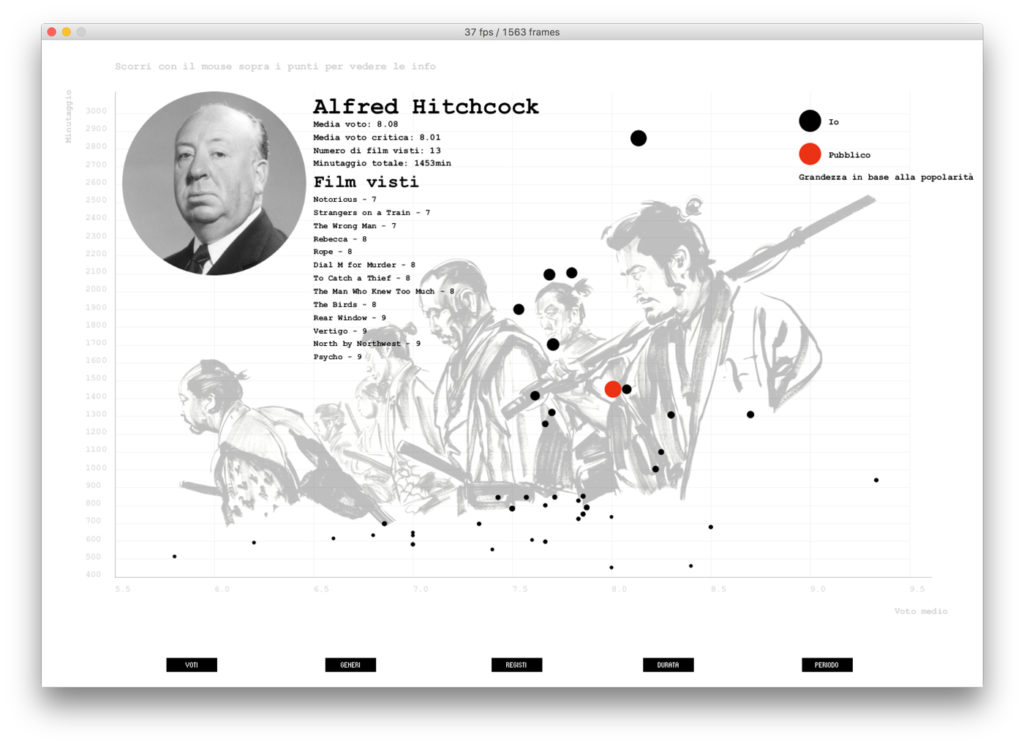 37 fps / 1563 frames
Scorri con il mouse sopra i punti per vedere le info
Minutaggio
Alfred Hitchcock
Media voto: 8.08
Media voto critica: 8.01
Numero di film visti: 13
Minutaggio totale: 1453min
Film visti
Notorious - 7
Strangers on a Train - 7
The Wrong Man - 7
Rebecca - 8
Rope - 8
Dial M for Murder - 8
To Catch a Thief - 8
The Man Who Knew Too Much - 8
The Birds - 8
Rear Window - 9
Vertigo - 9
North by Northwest - 9
Psycho - 9
Io
Pubblico
Grandezza in base alla popolarità
3000
2900
2800
2700
2600
2500
2400
2300
2200
2100
2000
1900
1800
1700
1600
1500
1400
1300
1200
1100
1000
900
800
700
600
500
400
5.5 6.0 6.5 7.0 7.5 8.0 8.5 9.0 9.5
Voto medio
VOTI GENERI REGISTI DURATA PERIODO